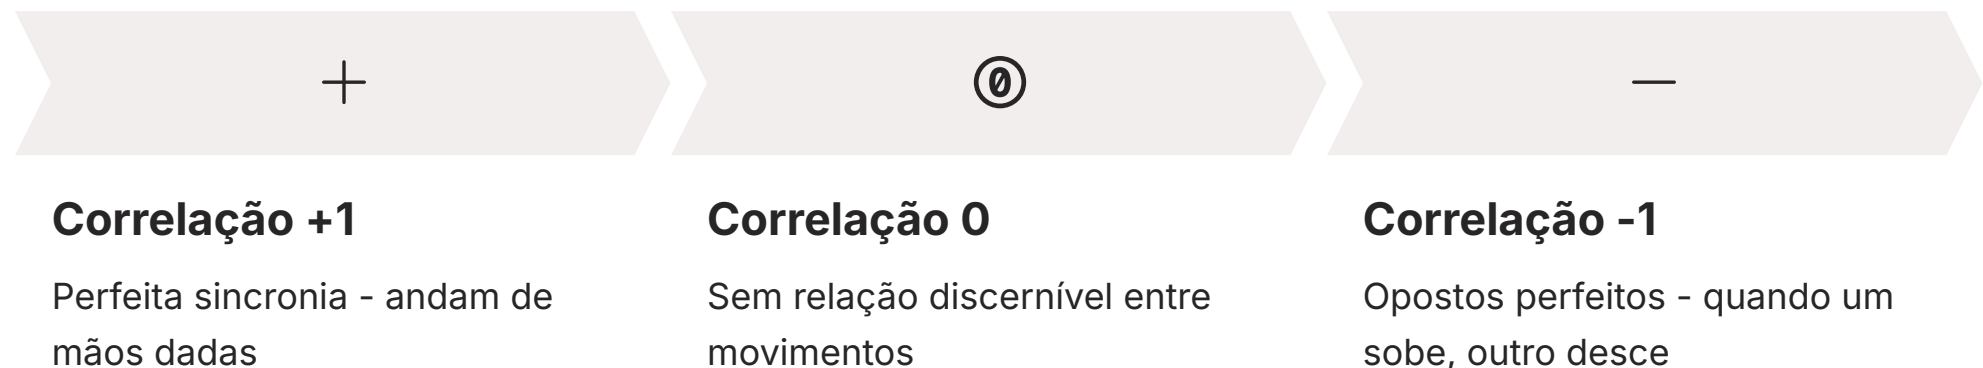 +
0
—
Correlação +1
Perfeita sincronia - andam de
mãos dadas
Correlação 0
Sem relação discernível entre
movimentos
Correlação -1
Opostos perfeitos - quando um
sobe, outro desce